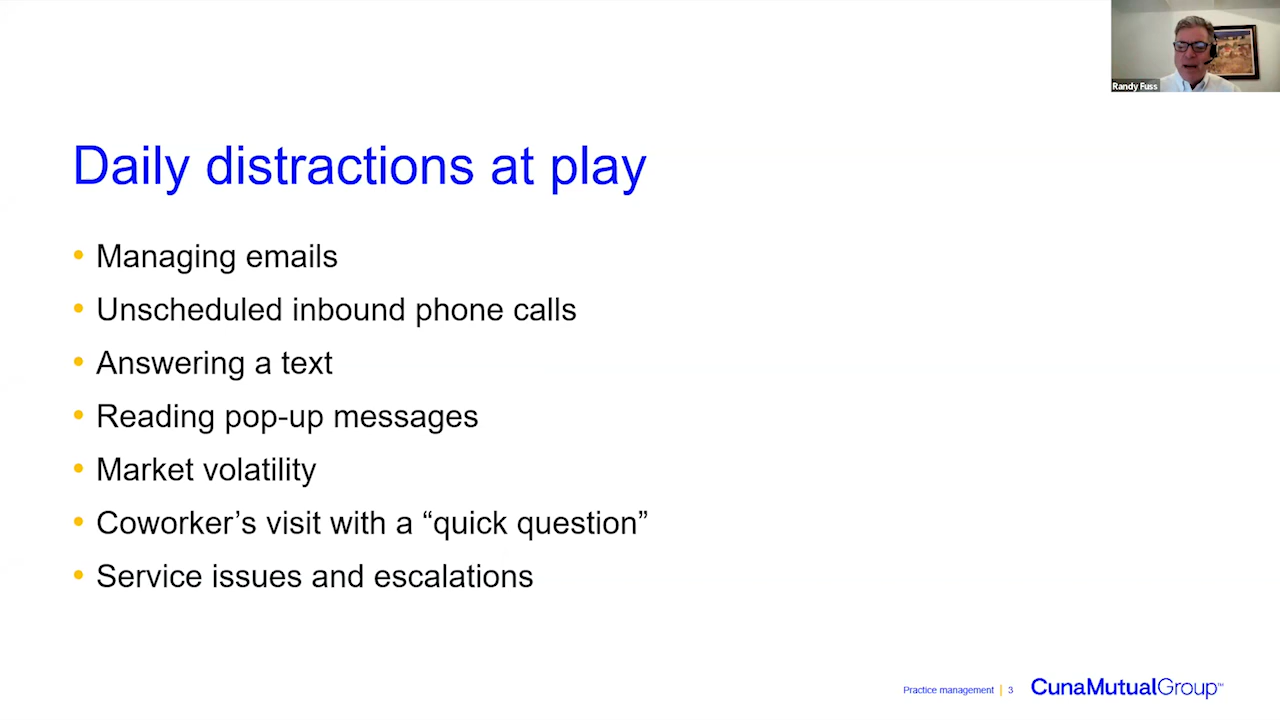 Randy Fuss
Daily distractions at play
• Managing emails
• Unscheduled inbound phone calls
• Answering a text
• Reading pop-up messages
• Market volatility
• Coworker’s visit with a “quick question”
• Service issues and escalations
Practice management | 3
CunaMutualGroup™